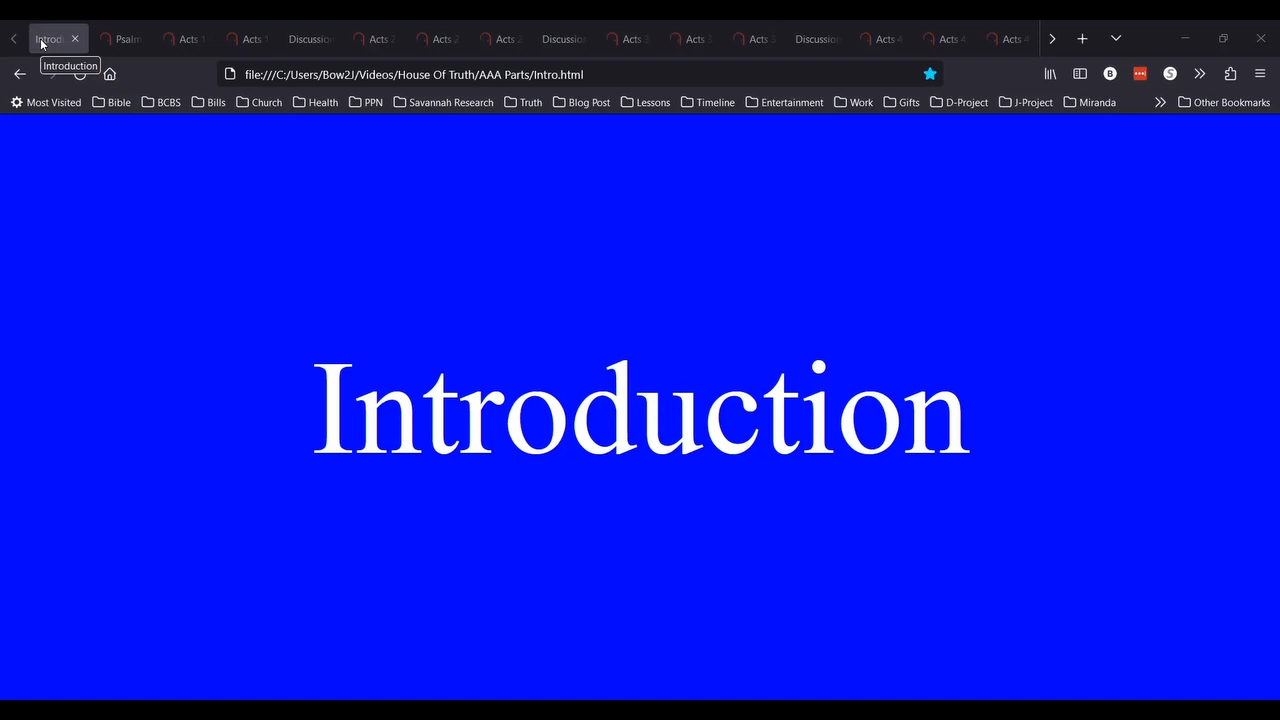 Introd
Psalm
Acts 1
Acts 1
Discussio
Acts 2
Acts 2
Acts 2
Discussio
Acts 3
Acts 3
Acts 3
Discussio
Acts 4
Acts 4
Acts 4
Introduction
file:///C:/Users/Bow2J/Videos/House Of Truth/AAA Parts/Intro.html
Most Visited
Bible
BCBS
Bills
Church
Health
PPN
Savannah Research
Truth
Blog Post
Lessons
Timeline
Entertainment
Work
Gifts
D-Project
J-Project
Miranda
Other Bookmarks
Introduction